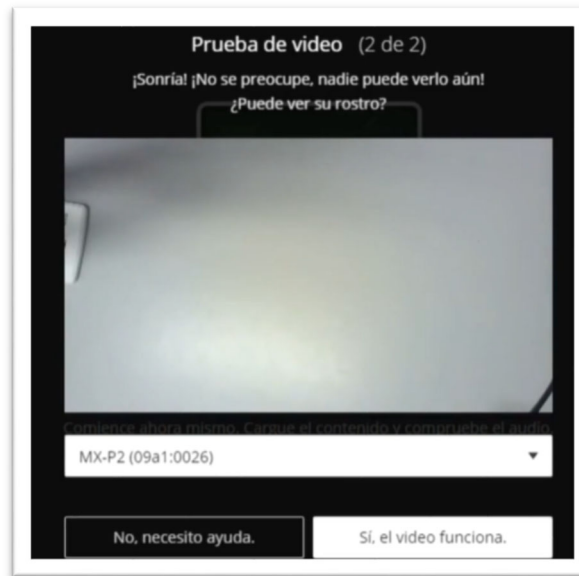 Prueba de video (2 de 2)
¡Sonría! ¡No se preocupe, nadie puede verlo aún!
¿Puede ver su rostro?
Comience ahora mismo. Cargue el contenido y compruebe el audio
MX-P2 (09a1:0026)
No, necesito ayuda.
Sí, el video funciona.